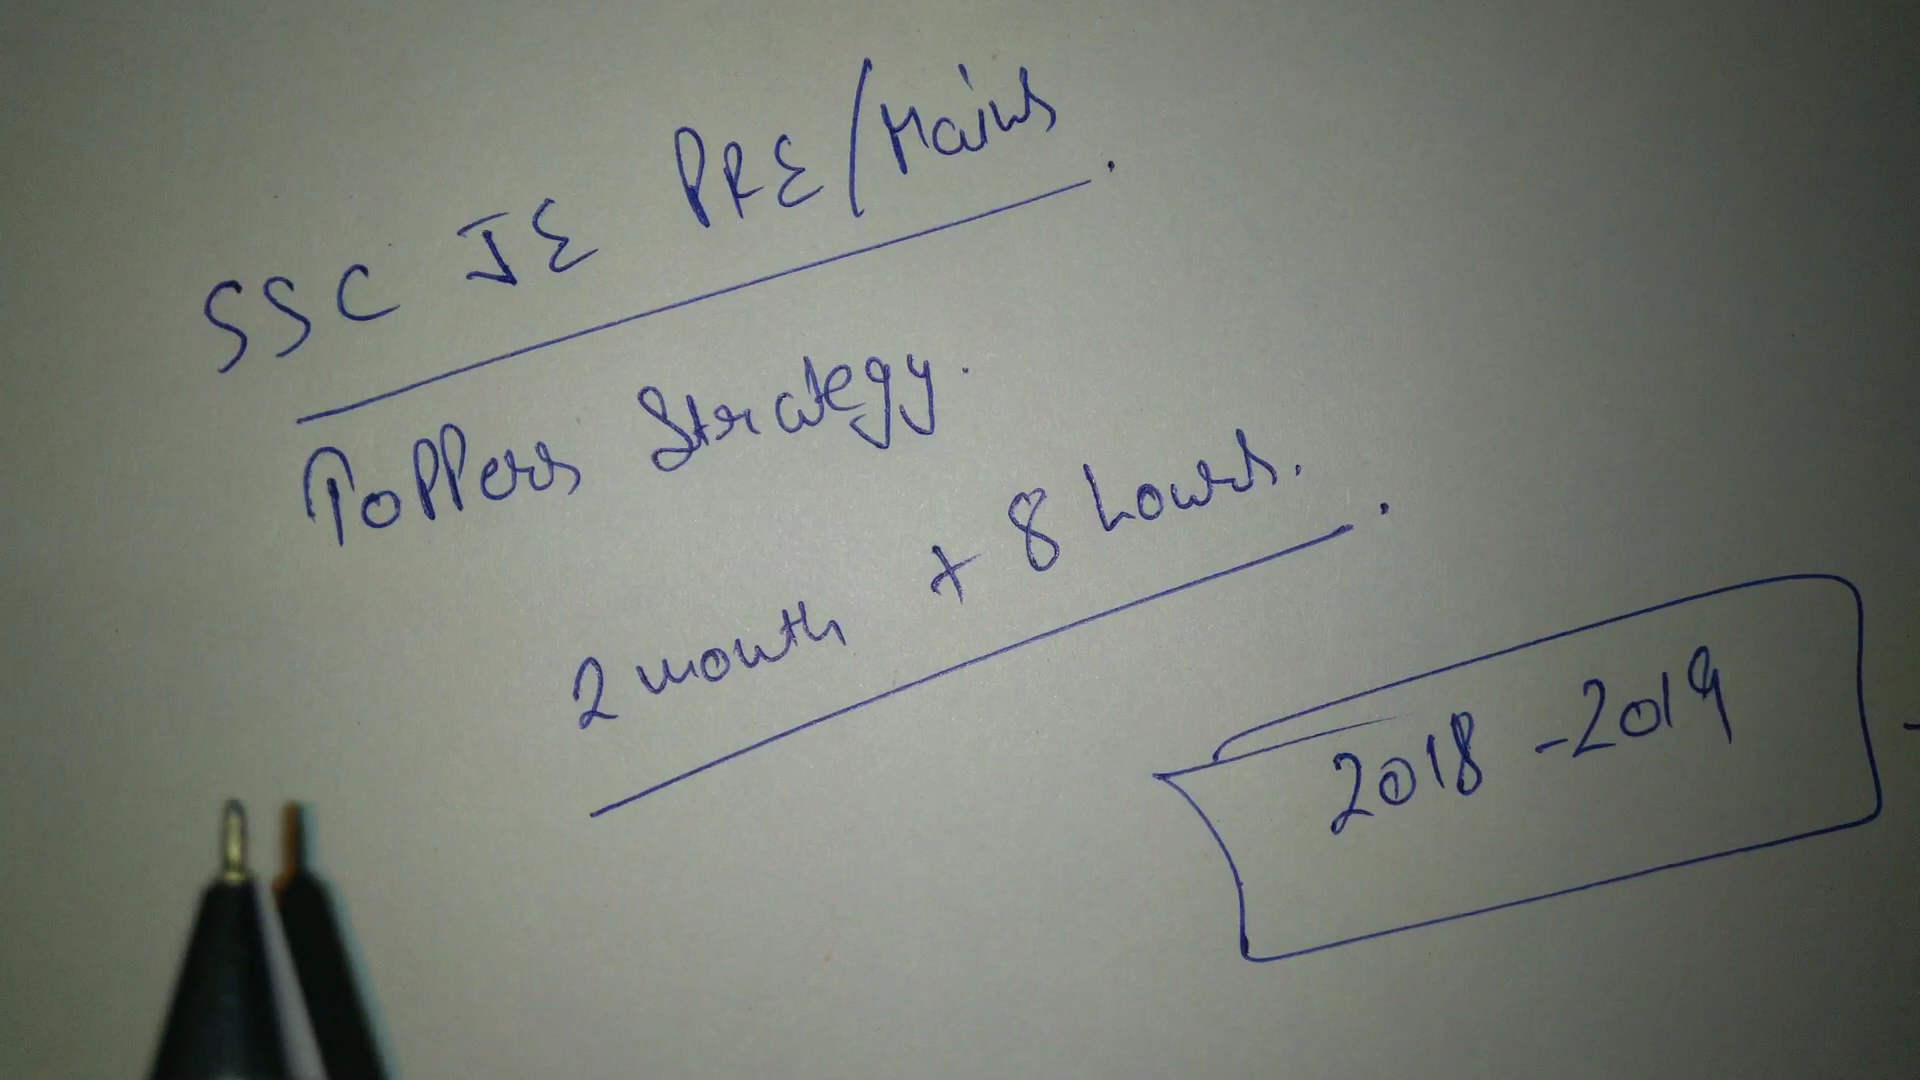 SSC JE PRE/Mains.
Toppers Strategy.
2 month + 8 hours.
2018-2019